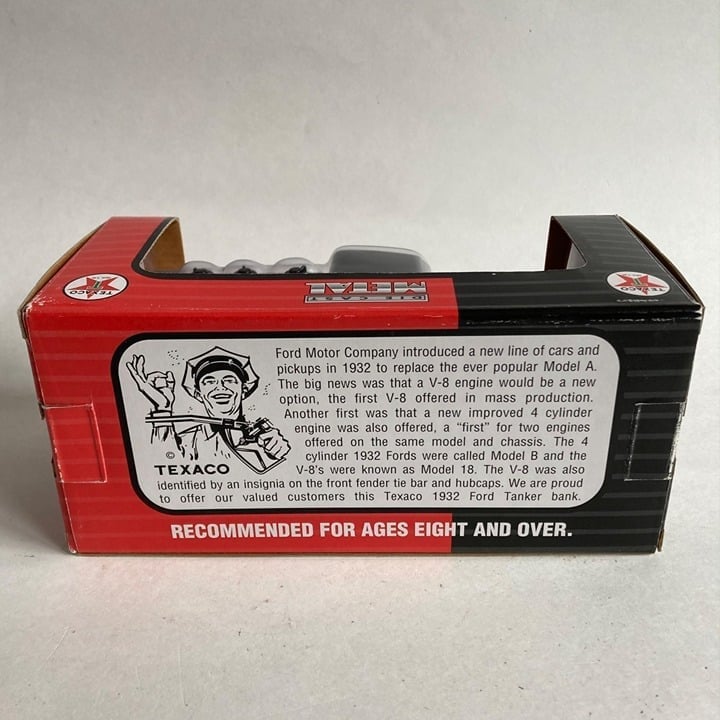 TEXACO
TEXACO
DIE CAST
METAL
Ford Motor Company introduced a new line of cars and
pickups in 1932 to replace the ever popular Model A.
The big news was that a V-8 engine would be a new
option, the first V-8 offered in mass production.
Another first was that a new improved 4 cylinder
engine was also offered, a “first” for two engines
offered on the same model and chassis. The 4
cylinder 1932 Fords were called Model B and the
V-8's were known as Model 18. The V-8 was also
identified by an insignia on the front fender tie bar and hubcaps. We are proud
to offer our valued customers this Texaco 1932 Ford Tanker bank.
©
TEXACO
RECOMMENDED FOR AGES EIGHT AND OVER.